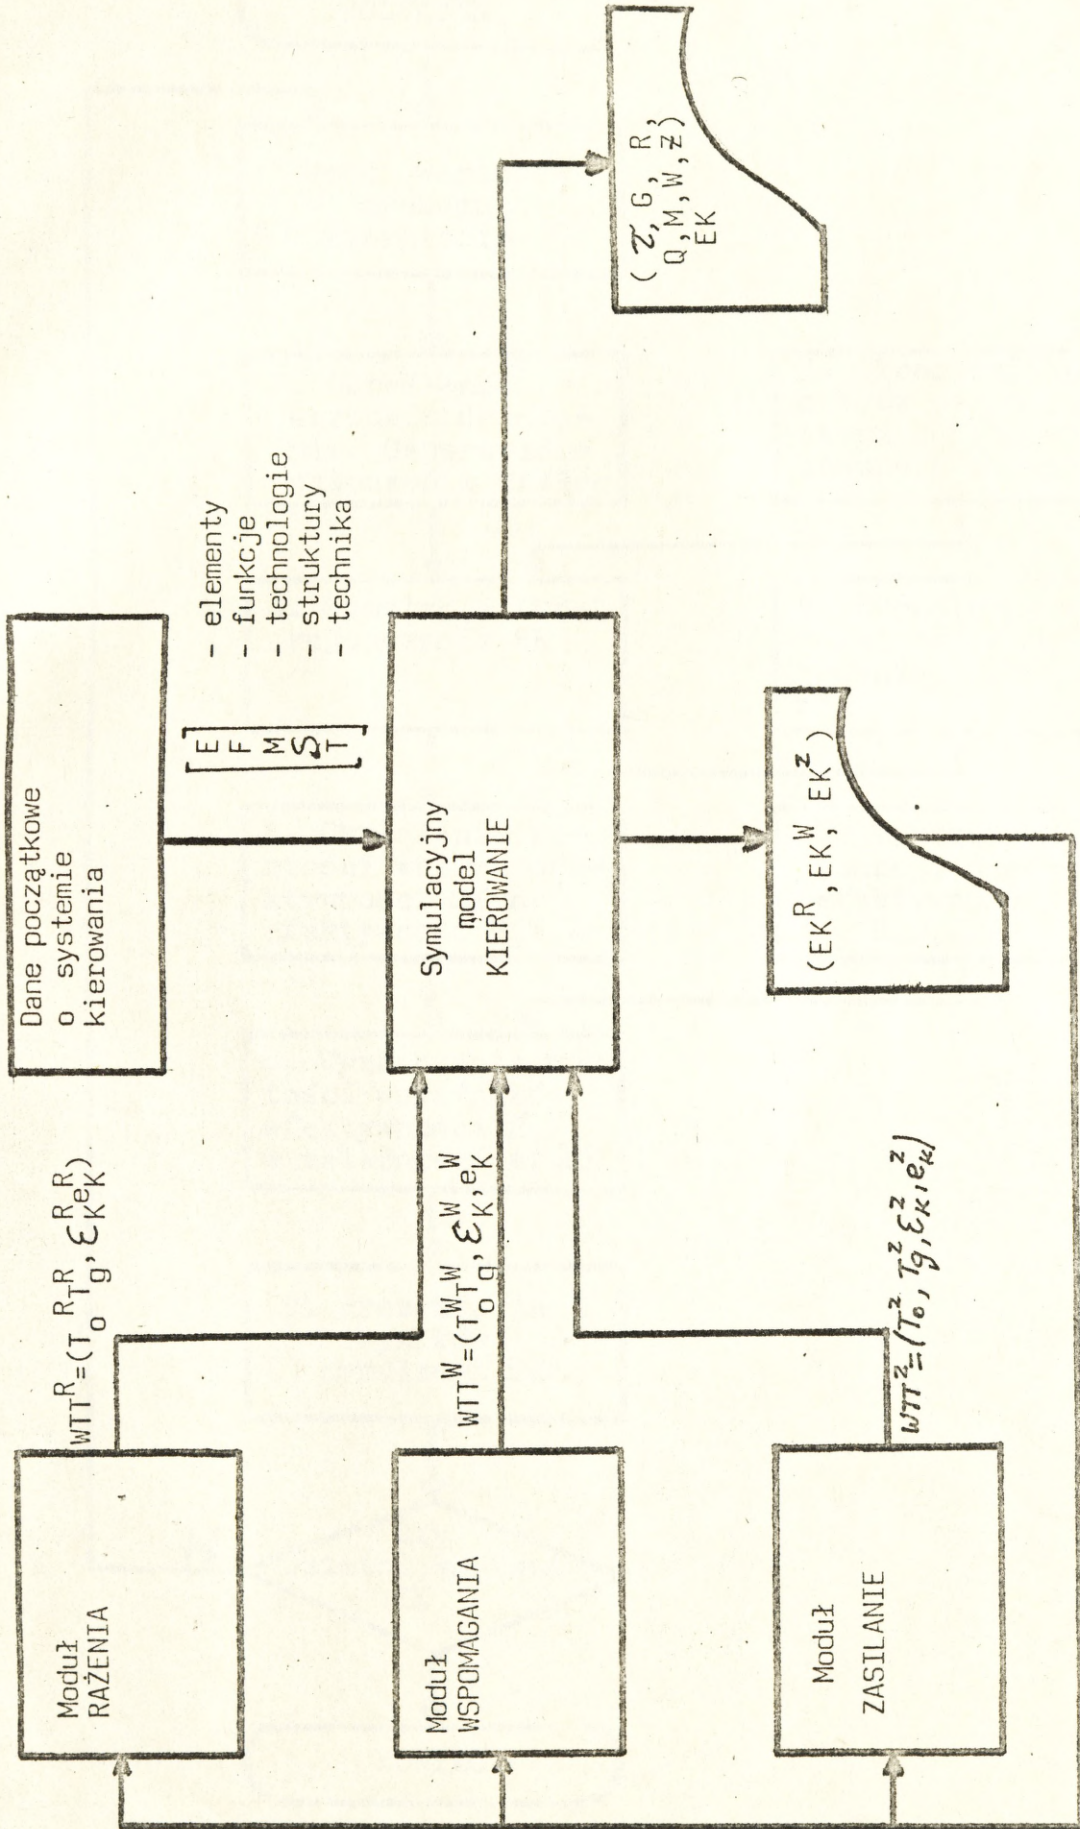 Dane początkowe
o systemie
kierowania
E
F
M
S
T
- elementy
- funkcje
- technologie
- struktury
- technika
Moduł
RAŻENIA
WTT^R=(T_o^R T_g^R, ε_K^R e_K^R)
Moduł
WSPOMAGANIA
WTT^W=(T_o^W T_g^W, ε_K^W, e_K^W)
Moduł
ZASILANIE
WTT^Z=(T_o^Z, T_g^Z, ε_K^Z, e_K^Z)
Symulacyjny
model
KIEROWANIE
(EK^R, EK^W, EK^Z)
(τ, G, R,
Q,M,W,Z)
EK